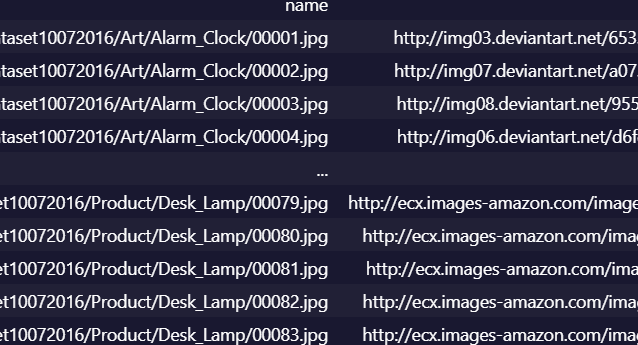 name
taset10072016/Art/Alarm_Clock/00001.jpg http://img03.deviantart.net/653
taset10072016/Art/Alarm_Clock/00002.jpg http://img07.deviantart.net/a07
taset10072016/Art/Alarm_Clock/00003.jpg http://img08.deviantart.net/955
taset10072016/Art/Alarm_Clock/00004.jpg http://img06.deviantart.net/d6f
...
et10072016/Product/Desk_Lamp/00079.jpg http://ecx.images-amazon.com/image
et10072016/Product/Desk_Lamp/00080.jpg http://ecx.images-amazon.com/imag
et10072016/Product/Desk_Lamp/00081.jpg http://ecx.images-amazon.com/ima
et10072016/Product/Desk_Lamp/00082.jpg http://ecx.images-amazon.com/imag
et10072016/Product/Desk_Lamp/00083.jpg http://ecx.images-amazon.com/imag